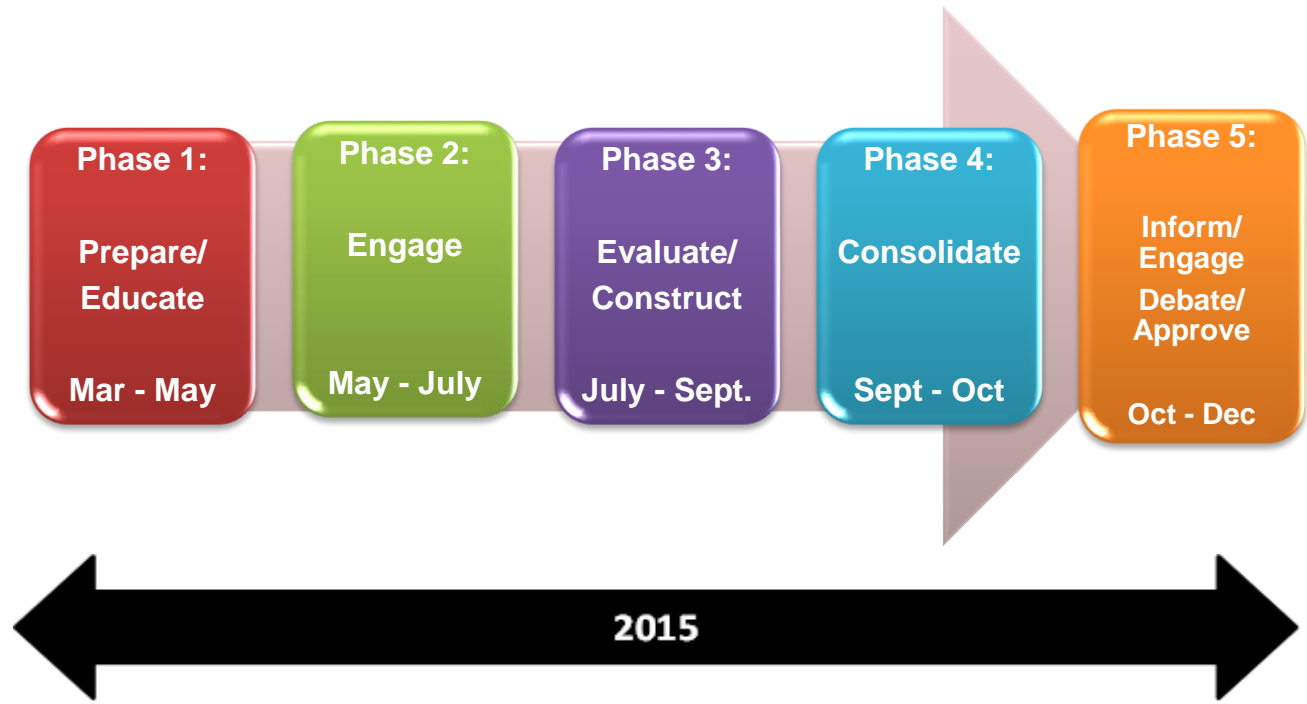 Phase 1:
Prepare/
Educate
Mar - May
Phase 2:
Engage
May - July
Phase 3:
Evaluate/
Construct
July - Sept.
Phase 4:
Consolidate
Sept - Oct
Phase 5:
Inform/
Engage
Debate/
Approve
Oct - Dec
2015